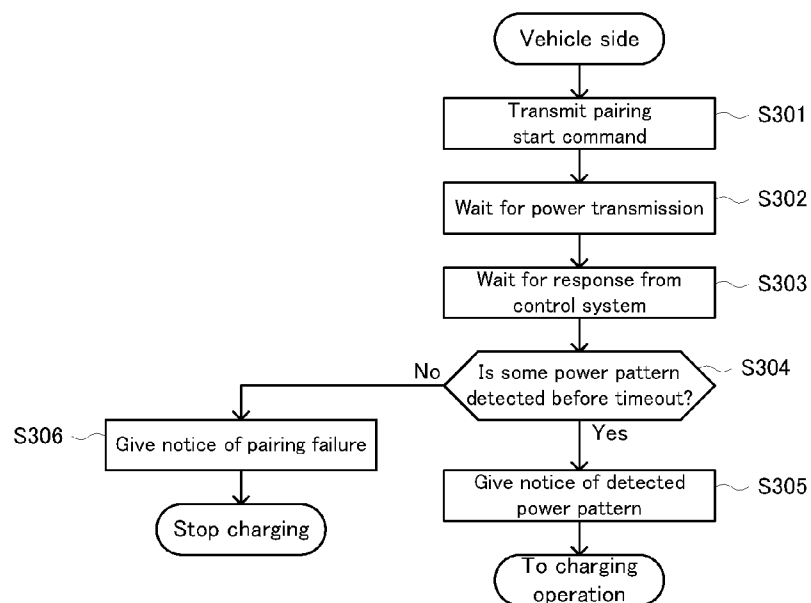 Vehicle side
Transmit pairing
start command
S301
Wait for power transmission
S302
Wait for response from
control system
S303
Is some power pattern
detected before timeout?
S304
No
Yes
S306
Give notice of pairing failure
Give notice of detected
power pattern
S305
Stop charging
To charging
operation